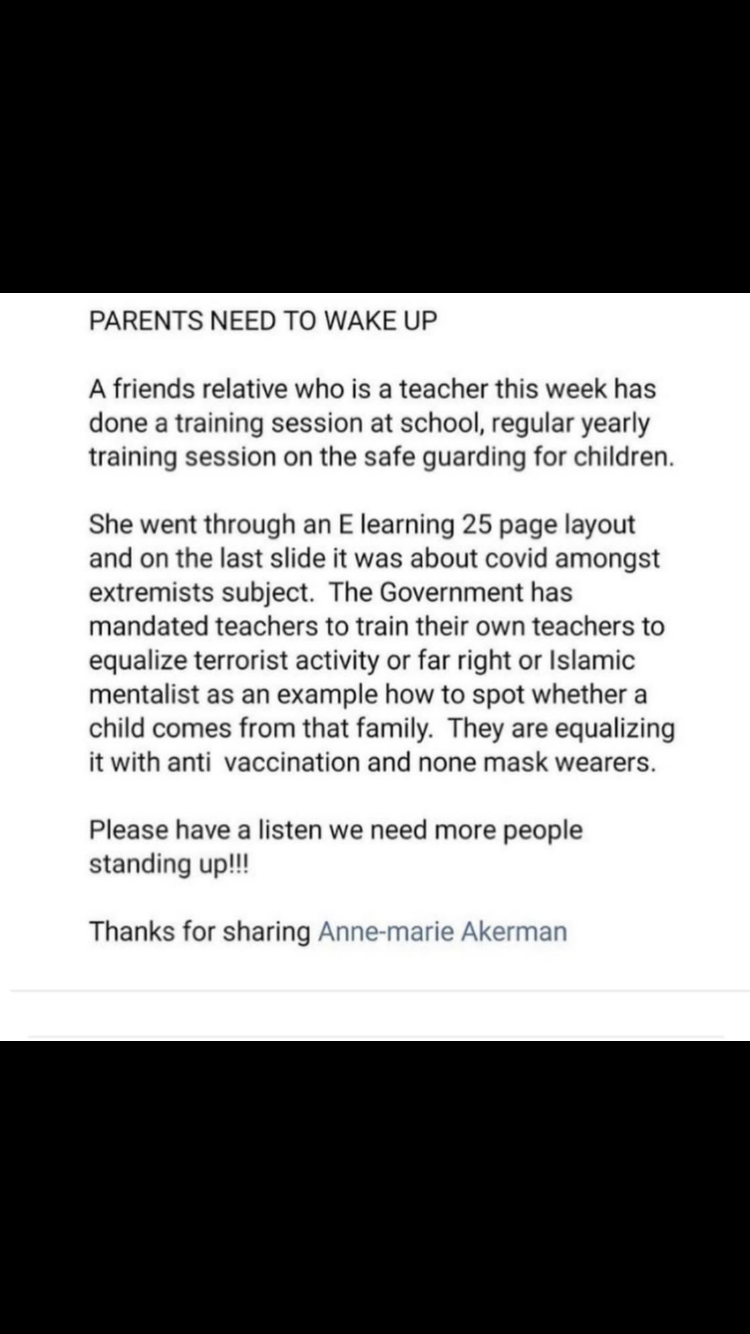 PARENTS NEED TO WAKE UP
A friends relative who is a teacher this week has
done a training session at school, regular yearly
training session on the safe guarding for children.
She went through an E learning 25 page layout
and on the last slide it was about covid amongst
extremists subject.  The Government has
mandated teachers to train their own teachers to
equalize terrorist activity or far right or Islamic
mentalist as an example how to spot whether a
child comes from that family.  They are equalizing
it with anti  vaccination and none mask wearers.
Please have a listen we need more people
standing up!!!
Thanks for sharing Anne-marie Akerman